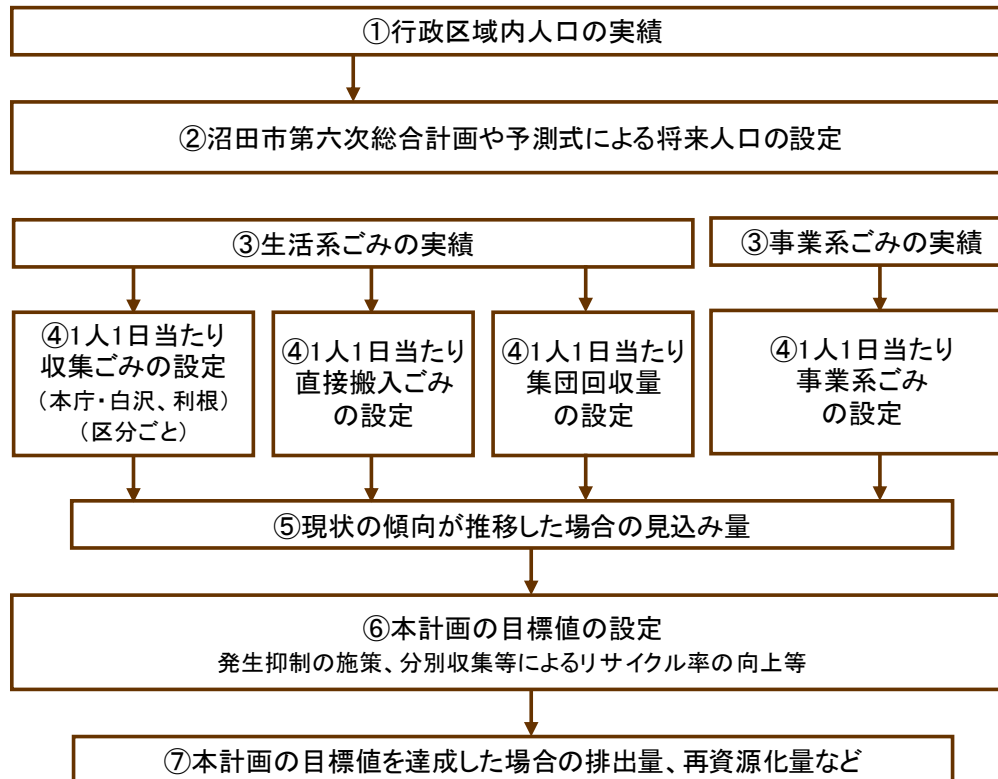 ①行政区域内人口の実績
②沼田市第六次総合計画や予測式による将来人口の設定
③生活系ごみの実績
③事業系ごみの実績
④1人1日当たり
収集ごみの設定
（本庁・白沢、利根）
（区分ごと）
④1人1日当たり
直接搬入ごみ
の設定
④1人1日当たり
集団回収量
の設定
④1人1日当たり
事業系ごみ
の設定
⑤現状の傾向が推移した場合の見込み量
⑥本計画の目標値の設定
発生抑制の施策、分別収集等によるリサイクル率の向上等
⑦本計画の目標値を達成した場合の排出量、再資源化量など